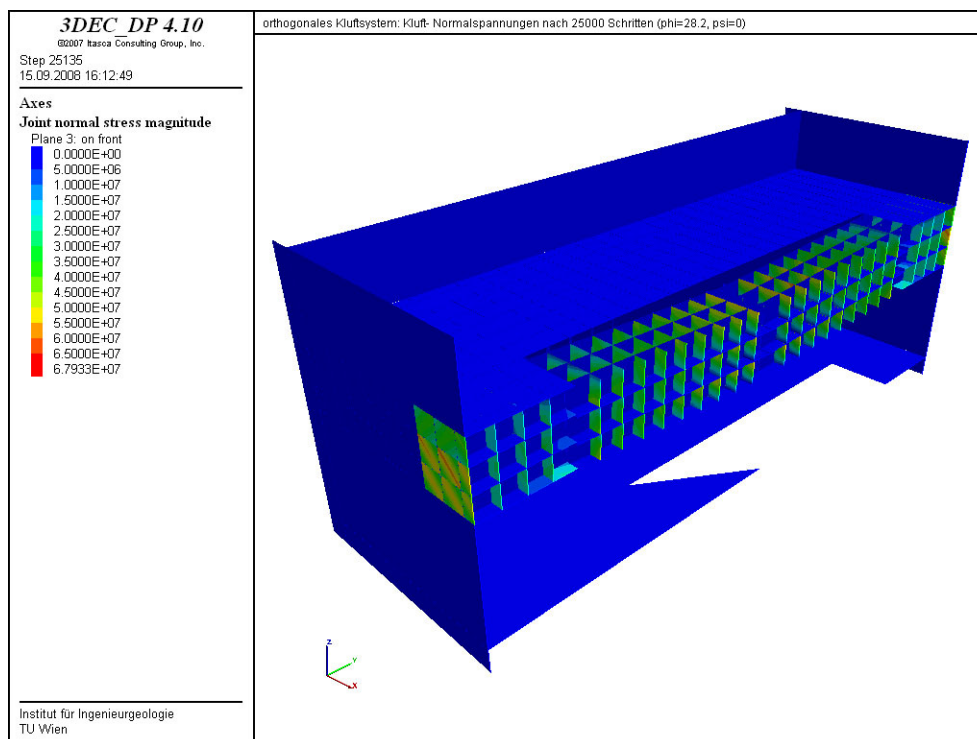 3DEC_DP 4.10
©2007 Itasca Consulting Group, Inc.
Step 25135
15.09.2008 16:12:49
Axes
Joint normal stress magnitude
Plane 3: on front
0.0000E+00
5.0000E+06
1.0000E+07
1.5000E+07
2.0000E+07
2.5000E+07
3.0000E+07
3.5000E+07
4.0000E+07
4.5000E+07
5.0000E+07
5.5000E+07
6.0000E+07
6.5000E+07
6.7933E+07
Institut für Ingenieurgeologie
TU Wien
orthogonales Kluftsystem: Kluft- Normalspannungen nach 25000 Schritten (phi=28.2, psi=0)
Z
Y
X